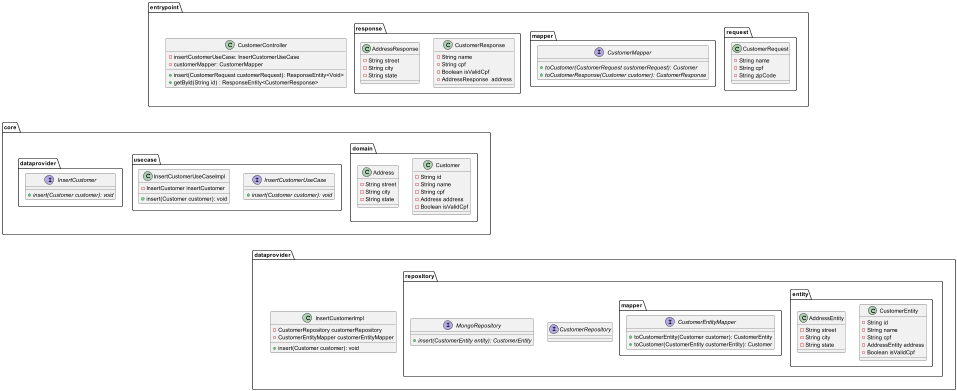 entrypoint
CustomerController
insertCustomerUseCase: InsertCustomerUseCase
customerMapper: CustomerMapper
insert(CustomerRequest customerRequest): ResponseEntity<Void>
getById(String id) : ResponseEntity<CustomerResponse>
response
AddressResponse
String street
String city
String state
CustomerResponse
String name
String cpf
Boolean isValidCpf
AddressResponse address
mapper
CustomerMapper
toCustomer(CustomerRequest customerRequest): Customer
toCustomerResponse(Customer customer): CustomerResponse
request
CustomerRequest
String name
String cpf
String zipCode
core
dataprovider
InsertCustomer
insert(Customer customer): void
usecase
InsertCustomerUseCaseImpl
InsertCustomer insertCustomer
insert(Customer customer): void
InsertCustomerUseCase
insert(Customer customer): void
domain
Address
String street
String city
String state
Customer
String id
String name
String cpf
Address address
Boolean isValidCpf
dataprovider
InsertCustomerImpl
CustomerRepository customerRepository
CustomerEntityMapper customerEntityMapper
insert(Customer customer): void
repository
MongoRepository
insert(CustomerEntity entity): CustomerEntity
CustomerRepository
mapper
CustomerEntityMapper
toCustomerEntity(Customer customer): CustomerEntity
toCustomer(CustomerEntity customerEntity): Customer
entity
AddressEntity
String street
String city
String state
CustomerEntity
String id
String name
String cpf
AddressEntity address
Boolean isValidCpf